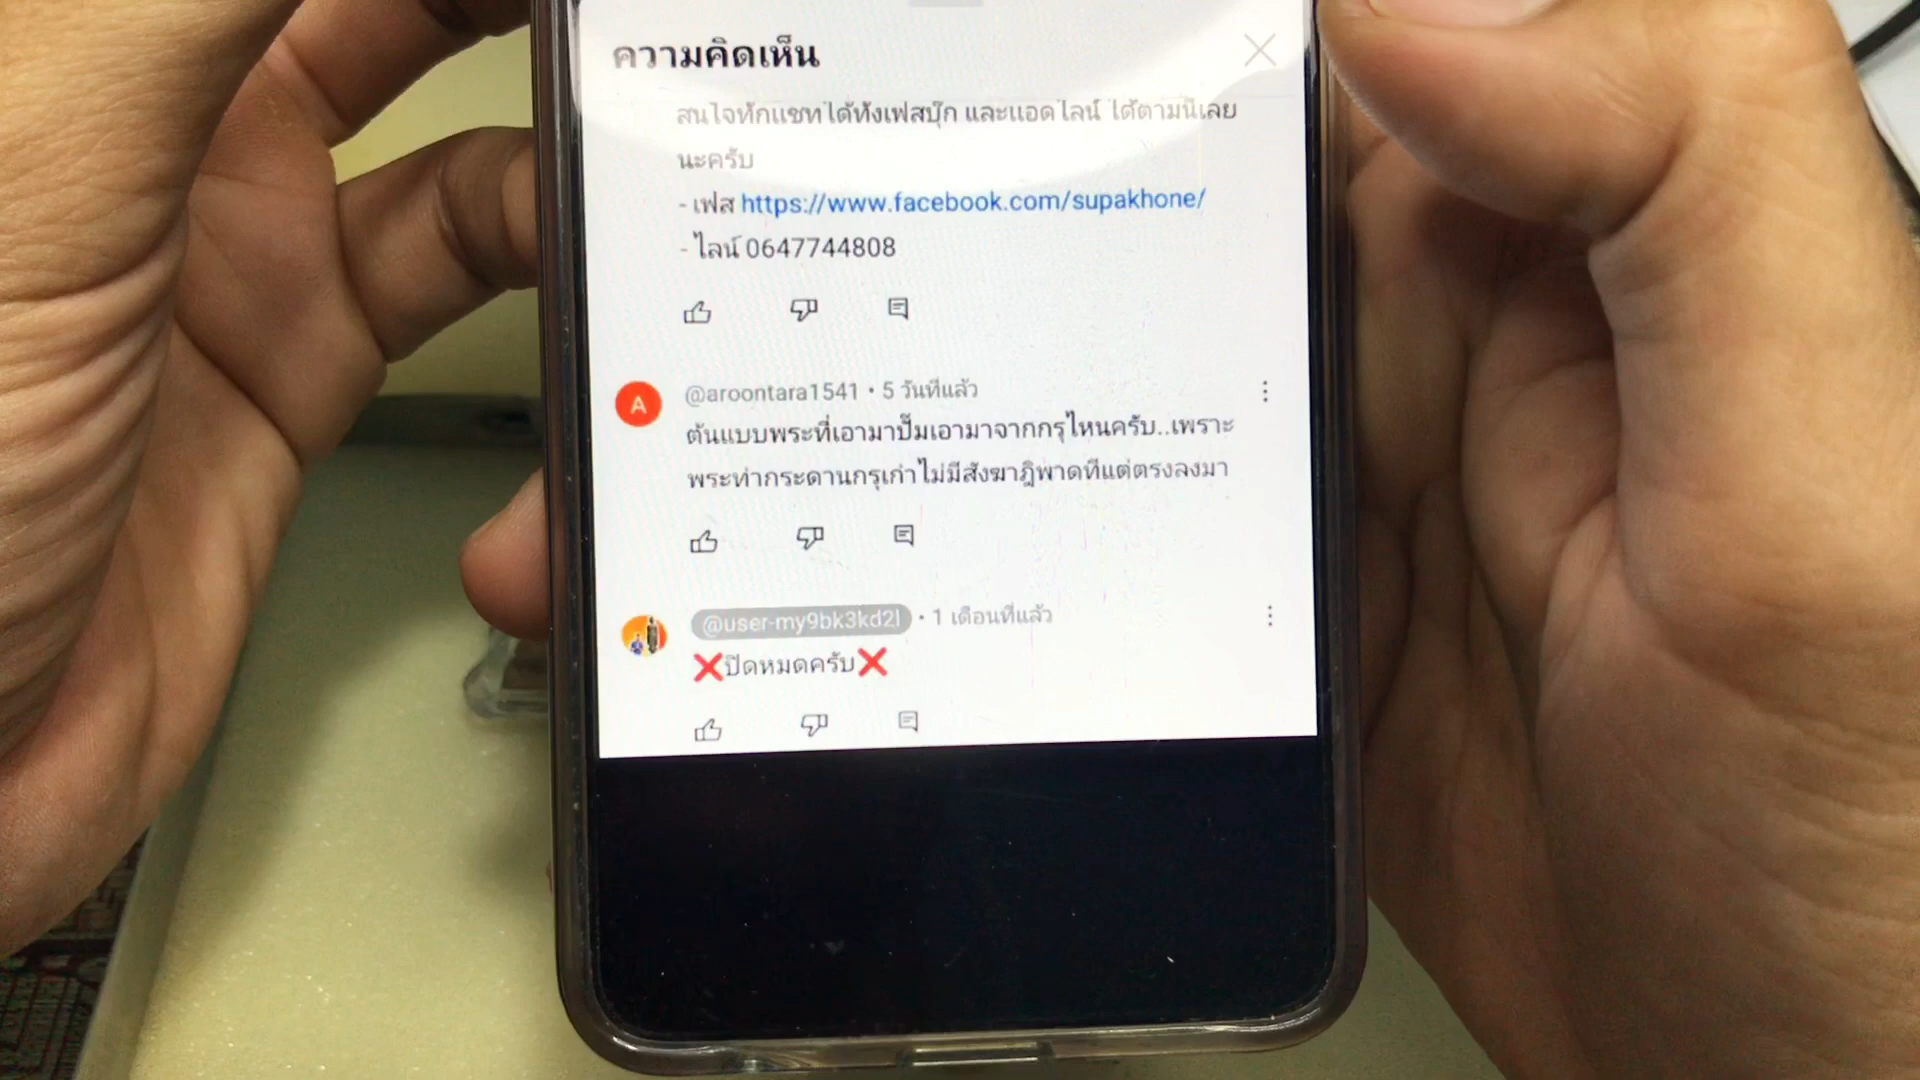 ความคิดเห็น
สนใจทักแชทได้ทั้งเฟสบุ๊ก และแอดไลน์ ได้ตามนี้เลย
นะครับ
- เฟส https://www.facebook.com/supakhone/
- ไลน์ 0647744808
A
@aroontara1541 • 5 วันที่แล้ว
ต้นแบบพระที่เอามาปั๊มเอามาจากกรุไหนครับ..เพราะ
พระท่ากระดานกรุเก่าไม่มีสังฆาฏิพาดที่แต่ตรงลงมา
@user-my9bk3kd2l • 1 เดือนที่แล้ว
❌ปิดหมดครับ❌